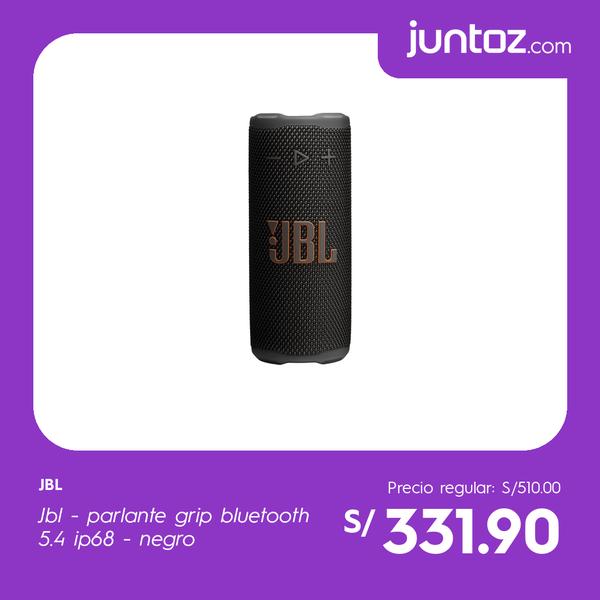 juntoz.com
JBL
JBL
Jbl - parlante grip bluetooth
5.4 ip68 - negro
Precio regular: S/510.00
S/331.90